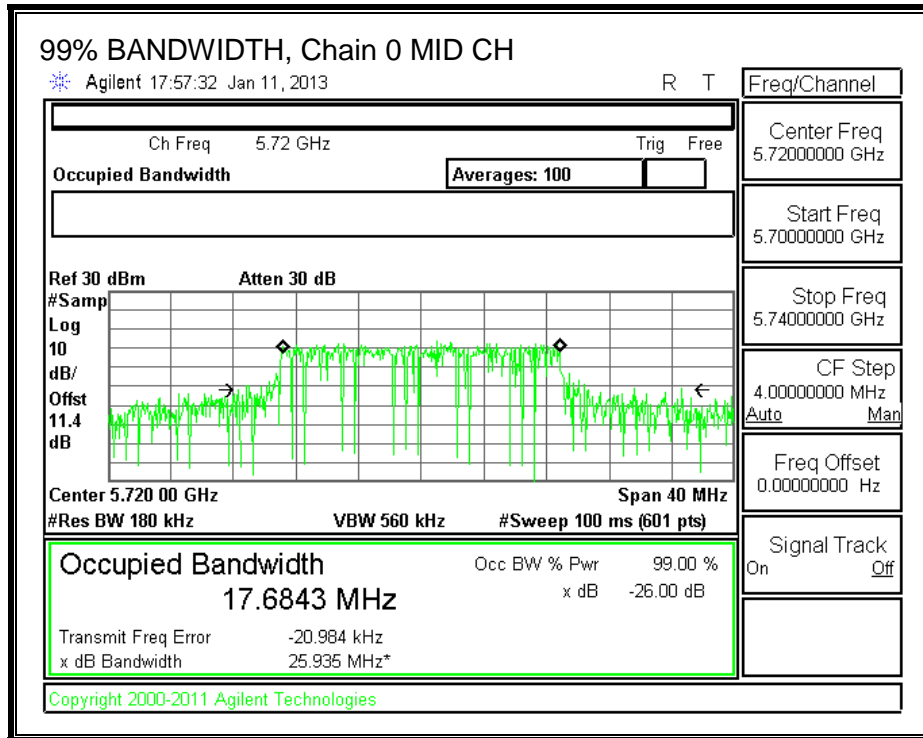 99% BANDWIDTH, Chain 0 MID CH
Agilent 17:57:32 Jan 11, 2013 R T
Freq/Channel
Ch Freq 5.72 GHz Trig Free
Occupied Bandwidth Averages: 100
Center Freq
5.72000000 GHz
Start Freq
5.70000000 GHz
Stop Freq
5.74000000 GHz
CF Step
4.00000000 MHz
Auto Man
Freq Offset
0.00000000 Hz
Signal Track
On Off
Ref 30 dBm Atten 30 dB
#Samp
Log
10
dB/
Offst
11.4
dB
Center 5.720 00 GHz Span 40 MHz
#Res BW 180 kHz VBW 560 kHz #Sweep 100 ms (601 pts)
Occupied Bandwidth Occ BW % Pwr 99.00 %
17.6843 MHz x dB -26.00 dB
Transmit Freq Error -20.984 kHz
x dB Bandwidth 25.935 MHz*
Copyright 2000-2011 Agilent Technologies